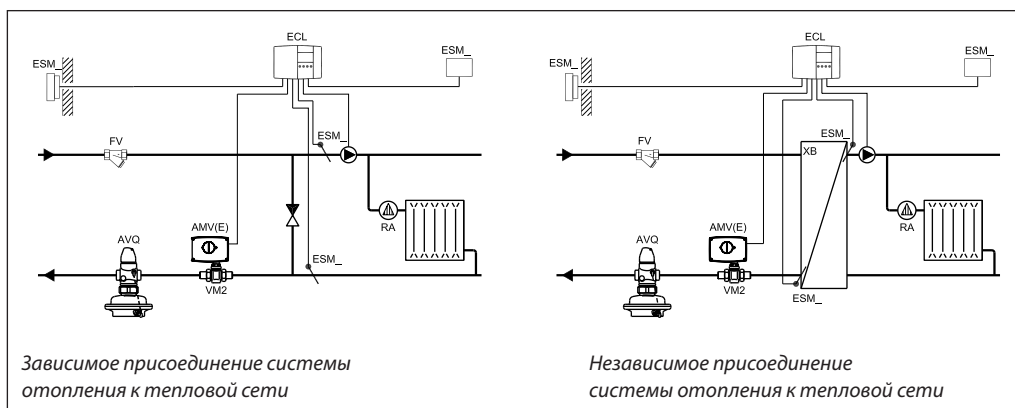 ECL
ESM_
ESM_
FV
ESM_
RA
AMV(E)
AVQ
VM2
ESM_
Зависимое присоединение системы
отопления к тепловой сети
ECL
ESM_
ESM_
FV
ESM_
XB
RA
AMV(E)
AVQ
VM2
ESM_
Независимое присоединение
системы отопления к тепловой сети